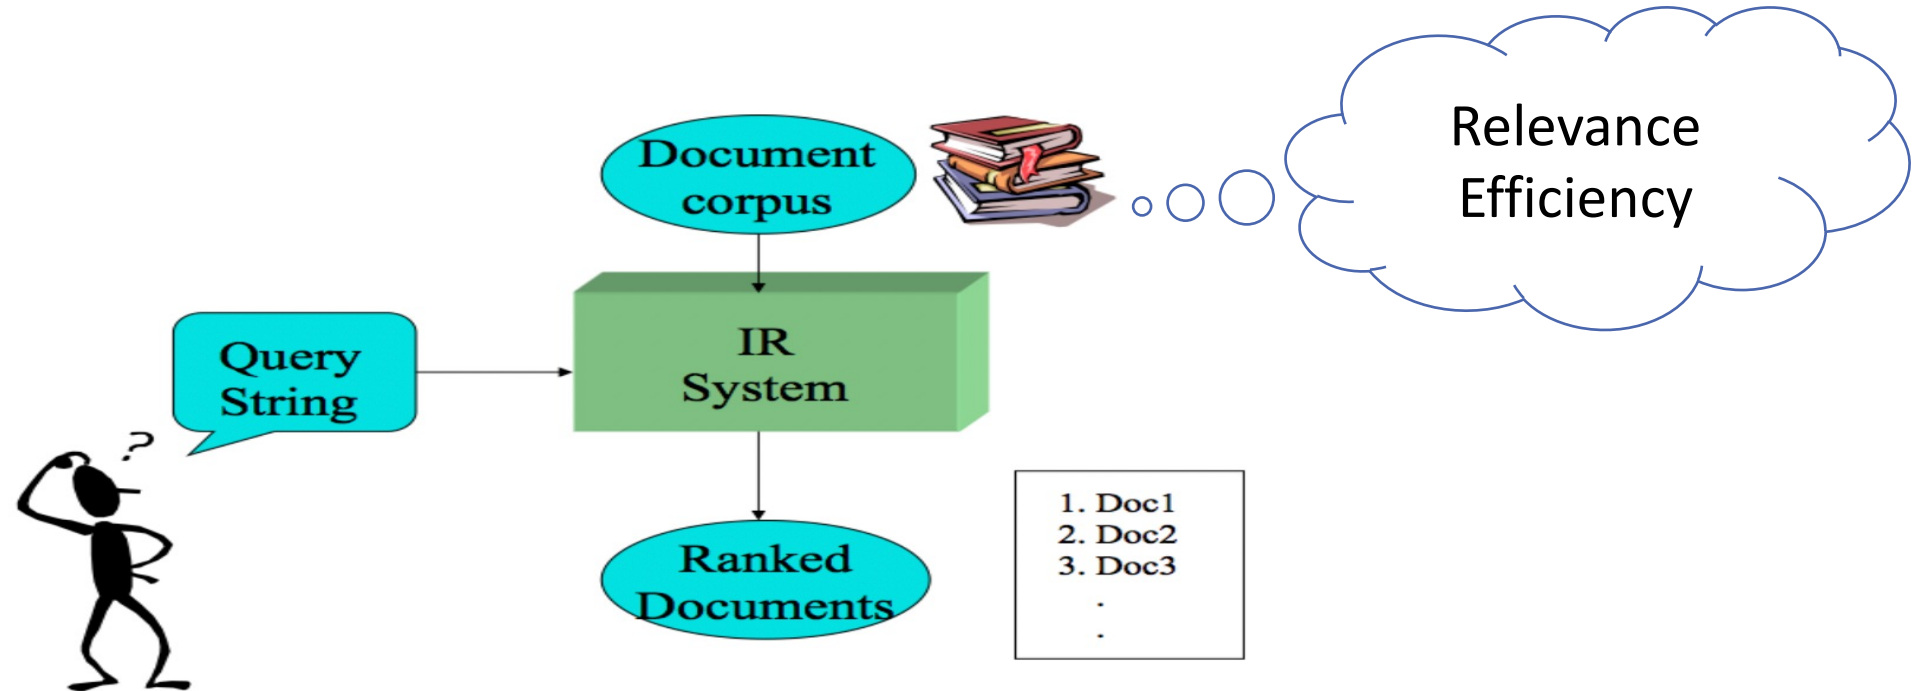 Relevance
Efficiency
Document
corpus
IR
System
Query
String
?
Ranked
Documents
1. Doc1
2. Doc2
3. Doc3
.
.